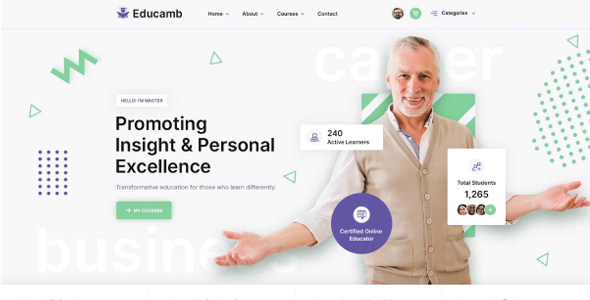 Educamb
Home
About
Courses
Contact
Categories
career
HELLO! I'M MASTER
Promoting
Insight & Personal
Excellence
Transformative education for those who learn differently.
MY COURSES
240
Active Learners
Total Students
1,265
Certified Online
Educator
business